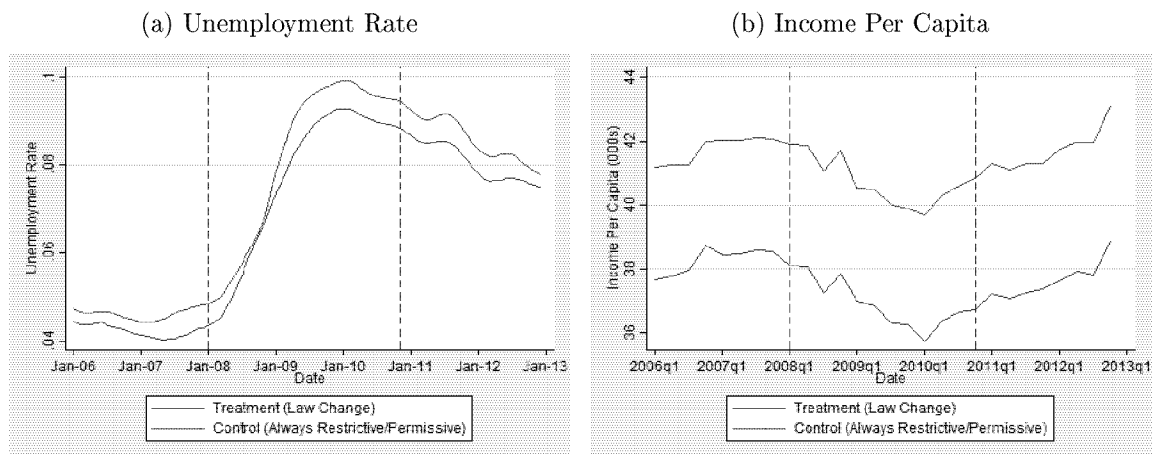 (a) Unemployment Rate
Unemployment Rate
.1
.08
.06
.04
Jan-06 Jan-07 Jan-08 Jan-09 Jan-10 Jan-11 Jan-12 Jan-13
Date
Treatment (Law Change)
Control (Always Restrictive/Permissive)
(b) Income Per Capita
Income Per Capita (000s)
44
42
40
38
36
2006q1 2007q1 2008q1 2009q1 2010q1 2011q1 2012q1 2013q1
Date
Treatment (Law Change)
Control (Always Restrictive/Permissive)